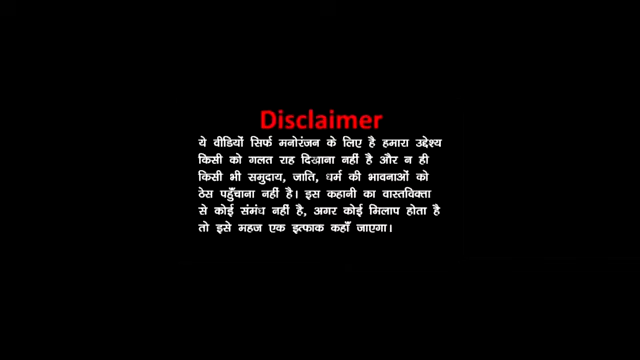 Disclaimer
ये वीडियों सिर्फ मनोरंजन के लिए है हमारा उद्देश्य
किसी को गलत राह दिखाना नहीं है और न ही
किसी भी समुदाय, जाति, धर्म की भावनाओं को
ठेस पहुँचाना नहीं है। इस कहानी का वास्तविक्ता
से कोई संमंध नहीं है, अगर कोई मिलाप होता है
तो इसे महज एक इत्फाक कहाँ जाएगा।